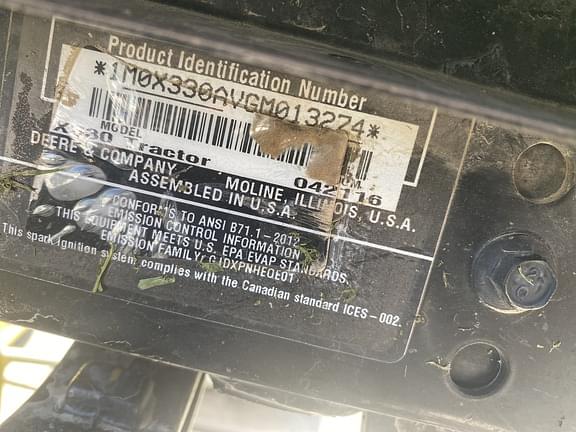 Product Identification Number
*1M0X330AVGM013274*
MODEL
X330 Tractor
042116
DEERE & COMPANY MOLINE, ILLINOIS, U.S.A.
ASSEMBLED IN U.S.A.
CONFORMS TO ANSI B71.1-2012
EMISSION CONTROL INFORMATION
THIS EQUIPMENT MEETS U.S. EPA EVAP STANDARDS,
EMISSION FAMILY:
This spark ignition system complies with the Canadian standard ICES-002.